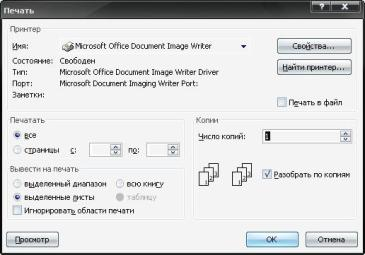 Печать
Принтер
Имя: Microsoft Office Document Image Writer Свойства...
Состояние: Свободен
Тип: Microsoft Office Document Image Writer Driver Найти принтер...
Порт: Microsoft Document Imaging Writer Port:
Заметки: Печать в файл
Печатать Копии
все Число копий: 1
страницы с: по:
Вывести на печать
выделенный диапазон всю книгу Разобрать по копиям
выделенные листы таблицу
Игнорировать области печати
Просмотр OK Отмена